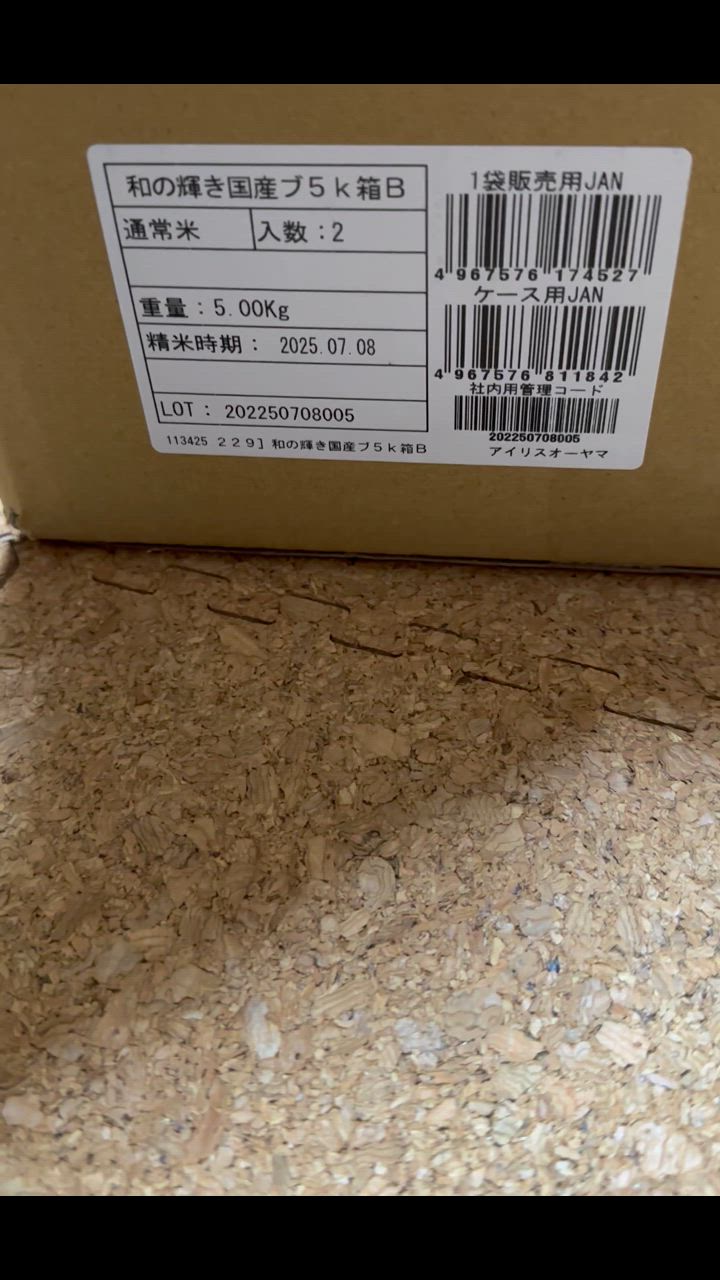 和の輝き国産ブ5k箱B
通常米 入数：2
重量：5.00Kg
精米時期： 2025.07.08
LOT： 202250708005
113425 229] 和の輝き国産ブ5k箱B
1袋販売用JAN
4 967576 174527
ケース用JAN
4 967576 811842
社内用管理コード
202250708005
アイリスオーヤマ